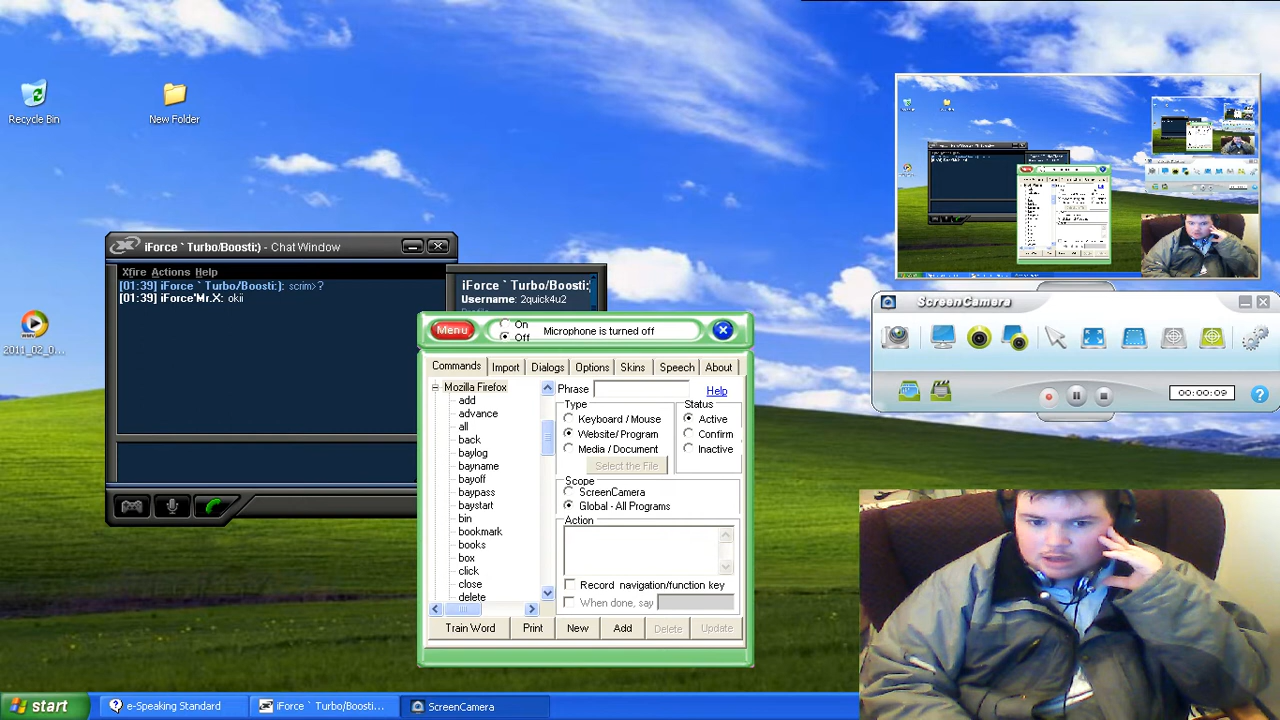 Recycle Bin
New Folder
2011_02_0...
iForce ` Turbo/Boosti:) - Chat Window
Xfire Actions Help
[01:39] iForce ` Turbo/Boosti:):
[01:39] iForce'Mr.X: okii
iForce ` Turbo/Boosti:
Username: 2quick4u2
Menu
On
Off
Microphone is turned off
Commands
Import
Dialogs
Options
Skins
Speech
About
Mozilla Firefox
add
advance
all
back
baylog
bayname
bayoff
baypass
baystart
bin
bookmark
books
box
click
close
delete
Phrase
Help
Type
Keyboard / Mouse
Website/ Program
Media / Document
Select the File
Status
Active
Confirm
Inactive
Scope
ScreenCamera
Global - All Programs
Action
Record navigation/function key
When done, say
Train Word
Print
New
Add
Delete
Update
ScreenCamera
00:00:09
start
e-Speaking Standard
iForce ` Turbo/Boosti...
ScreenCamera